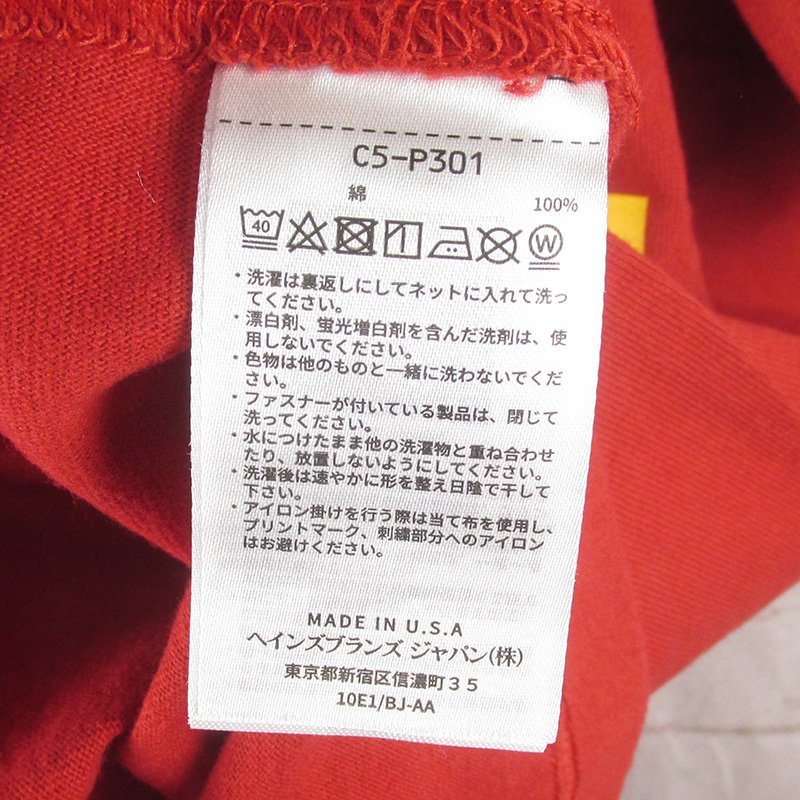 C5-P301
綿 100%
40 W
・洗濯は裏返しにしてネットに入れて洗っ
てください。
・漂白剤、蛍光増白剤を含んだ洗剤は、使
用しないでください。
・色物は他のものと一緒に洗わないでくだ
さい。
・ファスナーが付いている製品は、閉じて
洗ってください。
・水につけたまま他の洗濯物と重ね合わせ
たり、放置しないようにしてください。
・洗濯後は速やかに形を整え日陰で干して
下さい。
・アイロン掛けを行う際は当て布を使用し、
プリントマーク、刺繍部分へのアイロン
はお避けください。
MADE IN U.S.A
ヘインズブランズ ジャパン(株)
東京都新宿区信濃町３５
10E1/BJ-AA